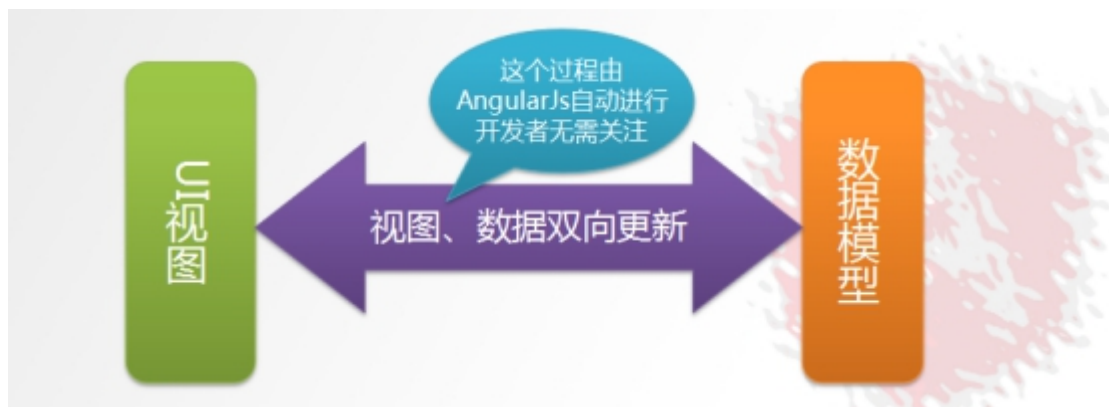 这个过程由
AngularJs自动进行
开发者无需关注
UI视图
视图、数据双向更新
数据模型